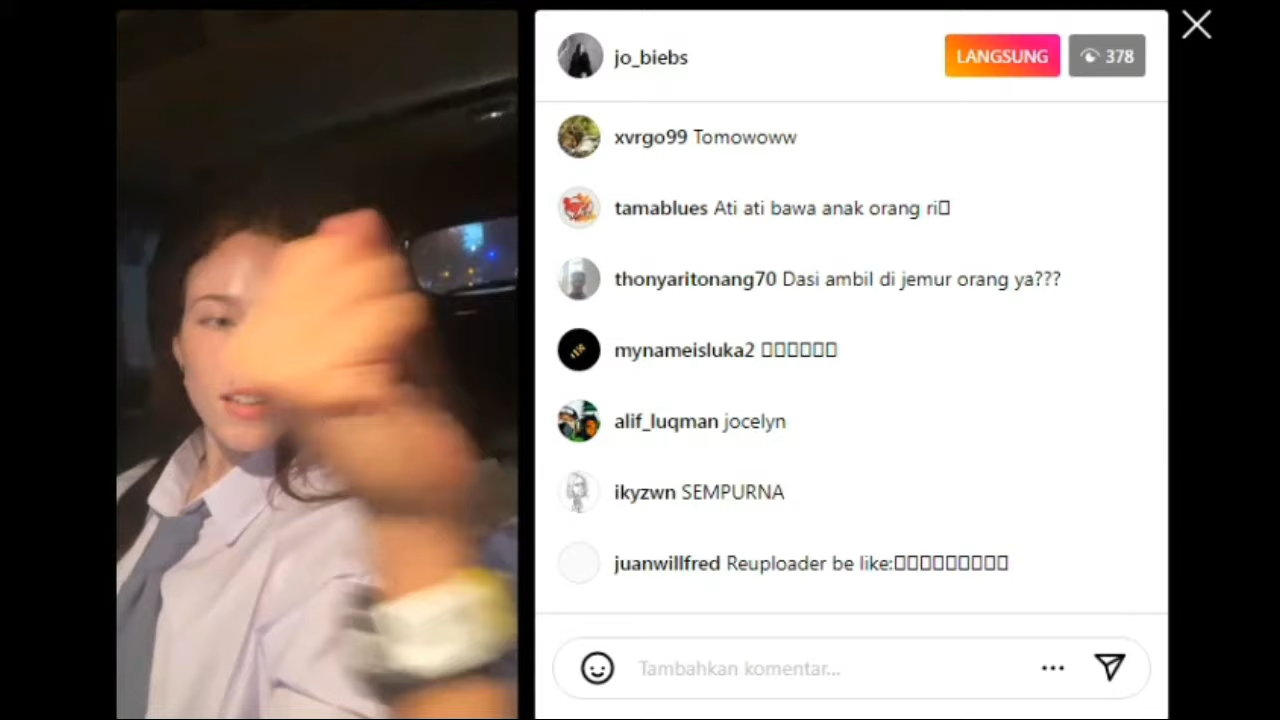 jo_biebs LANGSUNG 378
xvrgo99 Tomowoww
tamablues Ati ati bawa anak orang ri
thonyaritonang70 Dasi ambil di jemur orang ya???
mynameisluka2
alif_luqman jocelyn
ikyzwn SEMPURNA
juanwillfred Reuploader be like:
Tambahkan komentar...